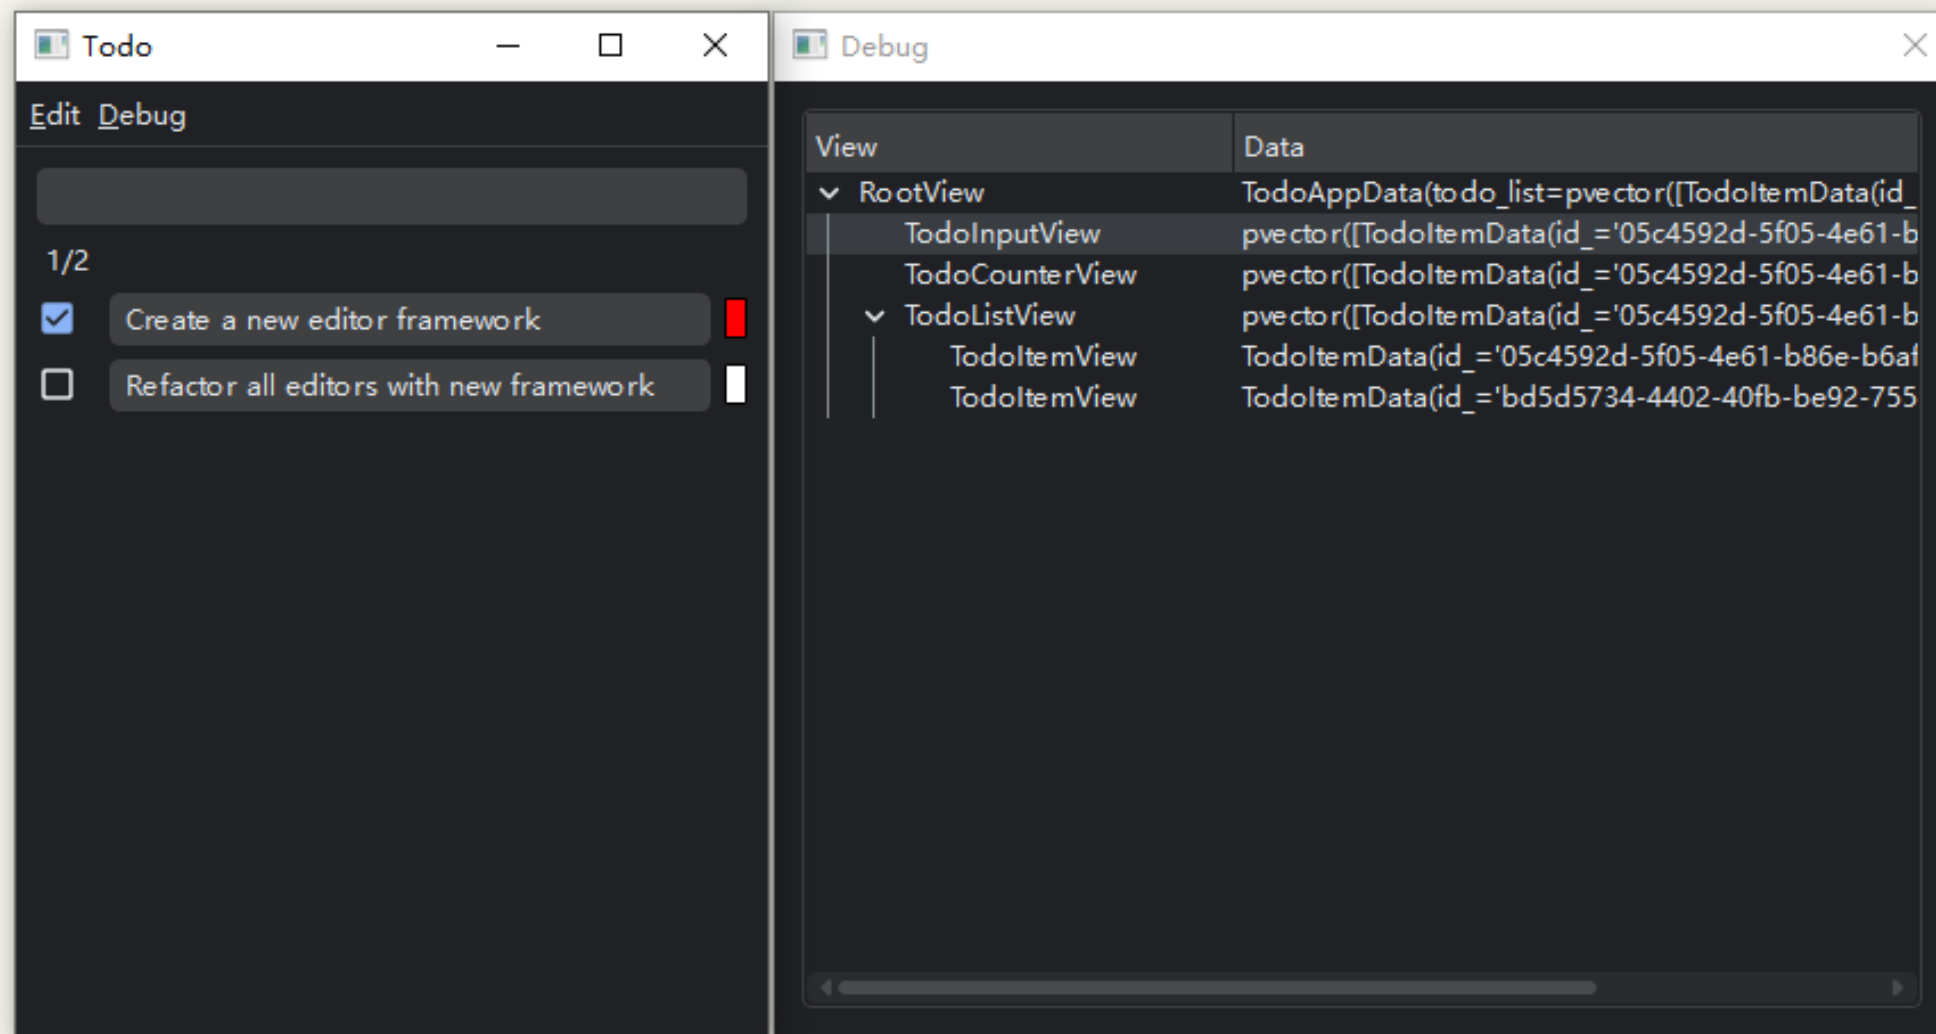 Todo
Edit Debug
1/2
Create a new editor framework
Refactor all editors with new framework
Debug
View Data
RootView TodoAppData(todo_list=pvector([TodoItemData(id_
TodoInputView pvector([TodoItemData(id_='05c4592d-5f05-4e61-b
TodoCounterView pvector([TodoItemData(id_='05c4592d-5f05-4e61-b
TodoListView pvector([TodoItemData(id_='05c4592d-5f05-4e61-b
TodoItemView TodoItemData(id_='05c4592d-5f05-4e61-b86e-b6af
TodoItemView TodoItemData(id_='bd5d5734-4402-40fb-be92-755